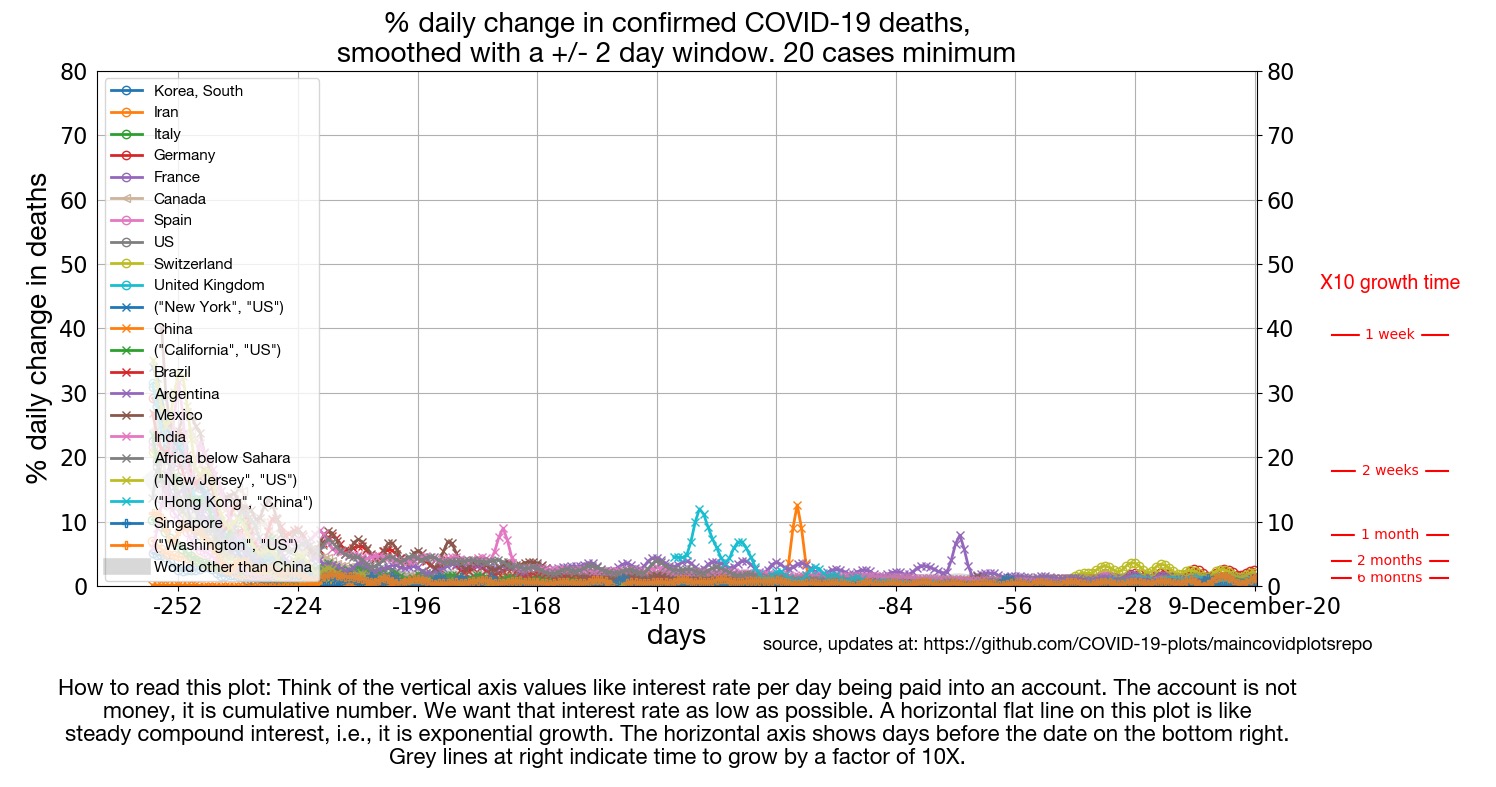 % daily change in confirmed COVID-19 deaths,
smoothed with a +/- 2 day window. 20 cases minimum
% daily change in deaths
80
70
60
50
40
30
20
10
0
Korea, South
Iran
Italy
Germany
France
Canada
Spain
US
Switzerland
United Kingdom
("New York", "US")
China
("California", "US")
Brazil
Argentina
Mexico
India
Africa below Sahara
("New Jersey", "US")
("Hong Kong", "China")
Singapore
("Washington", "US")
World other than China
80
70
60
50
40
30
20
10
0
X10 growth time
1 week
2 weeks
1 month
2 months
6 months
-252 -224 -196 -168 -140 -112 -84 -56 -28 9-December-20
days
source, updates at: https://github.com/COVID-19-plots/maincovidplotsrepo
How to read this plot: Think of the vertical axis values like interest rate per day being paid into an account. The account is not
money, it is cumulative number. We want that interest rate as low as possible. A horizontal flat line on this plot is like
steady compound interest, i.e., it is exponential growth. The horizontal axis shows days before the date on the bottom right.
Grey lines at right indicate time to grow by a factor of 10X.